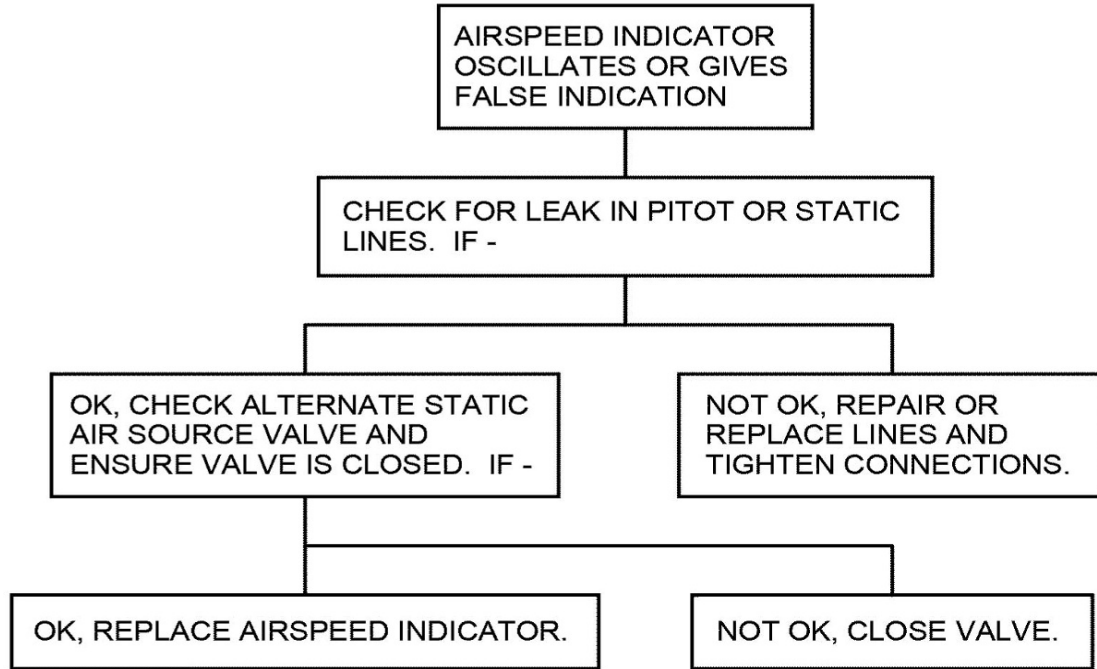 AIRSPEED INDICATOR
OSCILLATES OR GIVES
FALSE INDICATION
CHECK FOR LEAK IN PITOT OR STATIC
LINES.  IF -
OK, CHECK ALTERNATE STATIC
AIR SOURCE VALVE AND
ENSURE VALVE IS CLOSED.  IF -
NOT OK, REPAIR OR
REPLACE LINES AND
TIGHTEN CONNECTIONS.
OK, REPLACE AIRSPEED INDICATOR.
NOT OK, CLOSE VALVE.